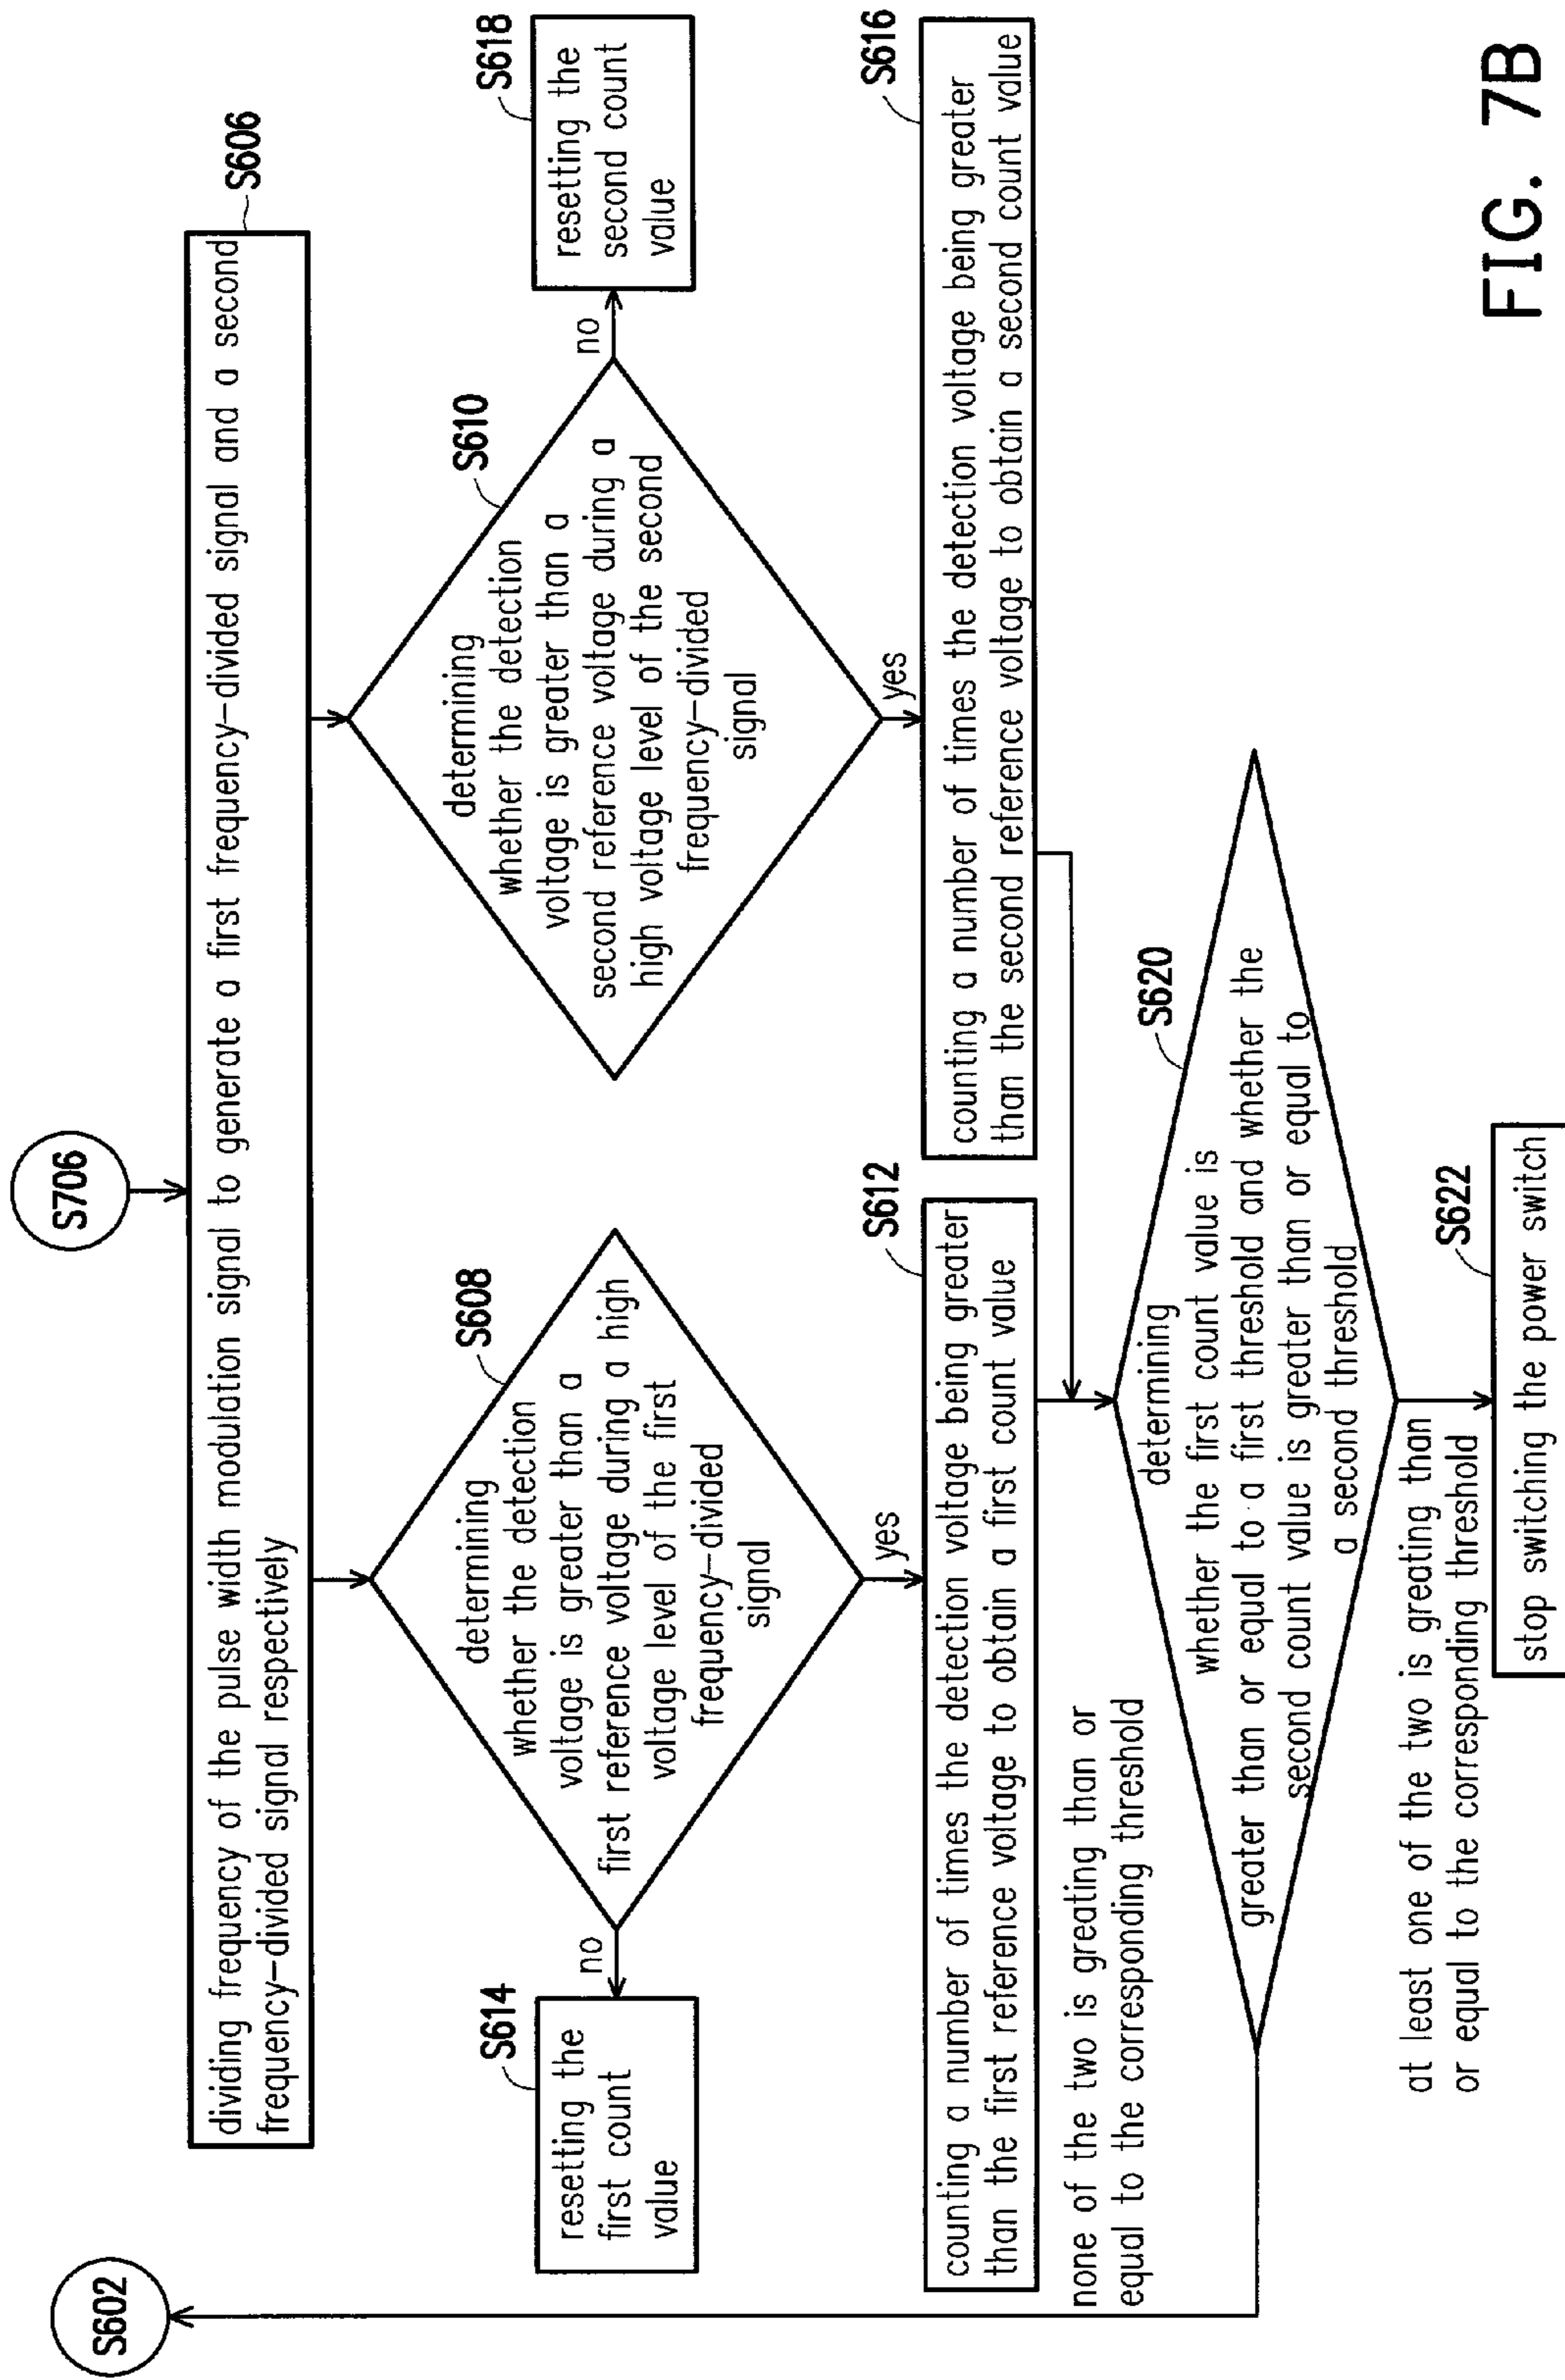 S602
S706
S606
dividing frequency of the pulse width modulation signal to generate a first frequency-divided signal and a second
frequency-divided signal respectively
S608
determining
whether the detection
voltage is greater than a
first reference voltage during a high
voltage level of the first
frequency-divided
signal
no
yes
S610
determining
whether the detection
voltage is greater than a
second reference voltage during a
high voltage level of the second
frequency-divided
signal
no
yes
S614
resetting the
first count
value
S618
resetting the
second count
value
S612
counting a number of times the detection voltage being greater
than the first reference voltage to obtain a first count value
S616
counting a number of times the detection voltage being greater
than the second reference voltage to obtain a second count value
none of the two is greating than or
equal to the corresponding threshold
S620
determining
whether the first count value is
greater than or equal to a first threshold and whether the
second count value is greater than or equal to
a second threshold
at least one of the two is greating than
or equal to the corresponding threshold
S622
stop switching the power switch
FIG. 7B